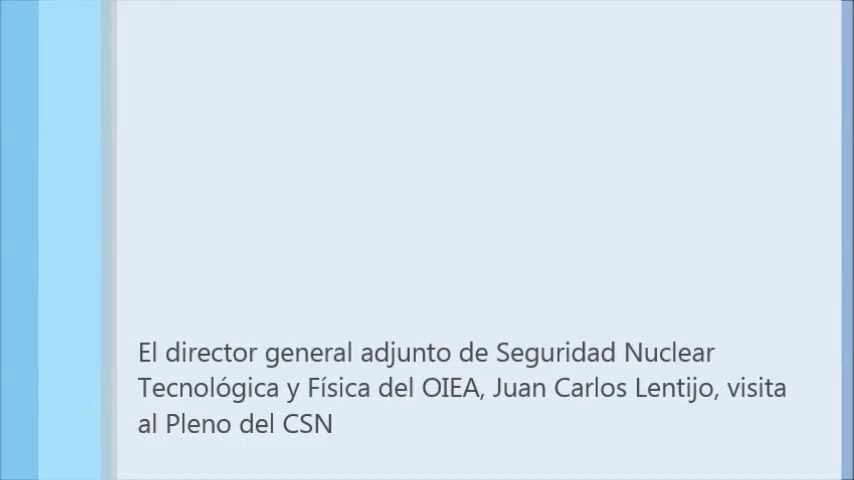 El director general adjunto de Seguridad Nuclear
Tecnológica y Física del OIEA, Juan Carlos Lentijo, visita
al Pleno del CSN